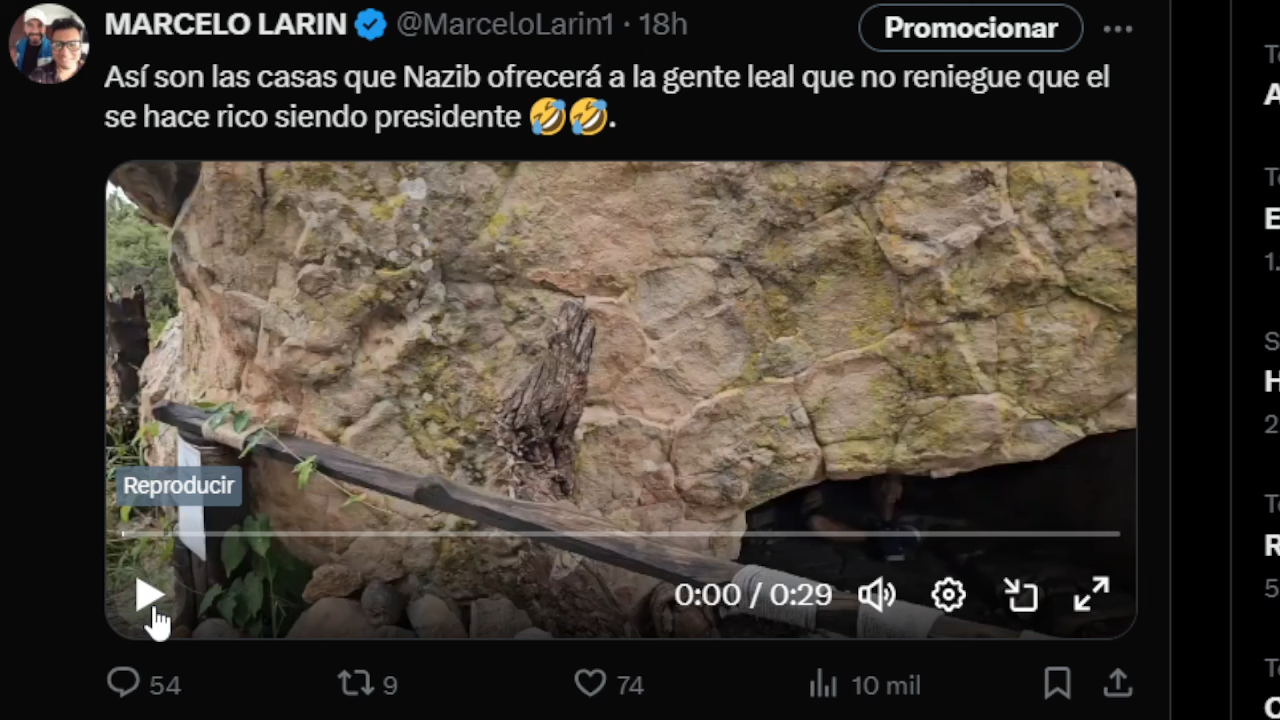 MARCELO LARIN @MarceloLarin1 · 18h
Promocionar
Así son las casas que Nazib ofrecerá a la gente leal que no reniegue que el
se hace rico siendo presidente 🤣🤣.
Reproducir
0:00 / 0:29
54
9
74
10 mil